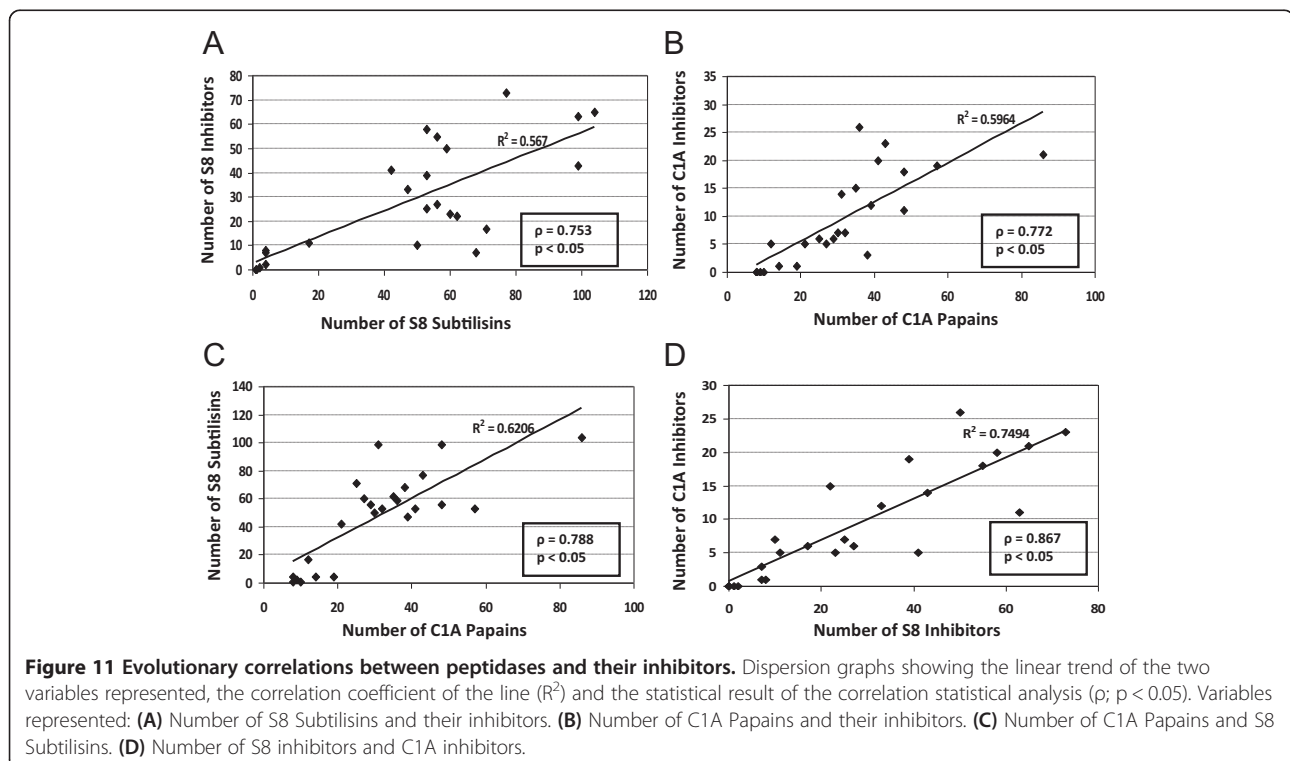 A
Number of S8 Inhibitors
80
70
60
50
40
30
20
10
0
R² = 0.567
ρ = 0.753
p < 0.05
0 20 40 60 80 100 120
Number of S8 Subtilisins
B
Number of C1A Inhibitors
35
30
25
20
15
10
5
0
R² = 0.5964
ρ = 0.772
p < 0.05
0 20 40 60 80 100
Number of C1A Papains
C
Number of S8 Subtilisins
140
120
100
80
60
40
20
0
R² = 0.6206
ρ = 0.788
p < 0.05
0 20 40 60 80 100
Number of C1A Papains
D
Number of C1A Inhibitors
30
25
20
15
10
5
0
R² = 0.7494
ρ = 0.867
p < 0.05
0 20 40 60 80
Number of S8 Inhibitors
Figure 11 Evolutionary correlations between peptidases and their inhibitors. Dispersion graphs showing the linear trend of the two
variables represented, the correlation coefficient of the line (R²) and the statistical result of the correlation statistical analysis (ρ; p < 0.05). Variables
represented: (A) Number of S8 Subtilisins and their inhibitors. (B) Number of C1A Papains and their inhibitors. (C) Number of C1A Papains and S8
Subtilisins. (D) Number of S8 inhibitors and C1A inhibitors.